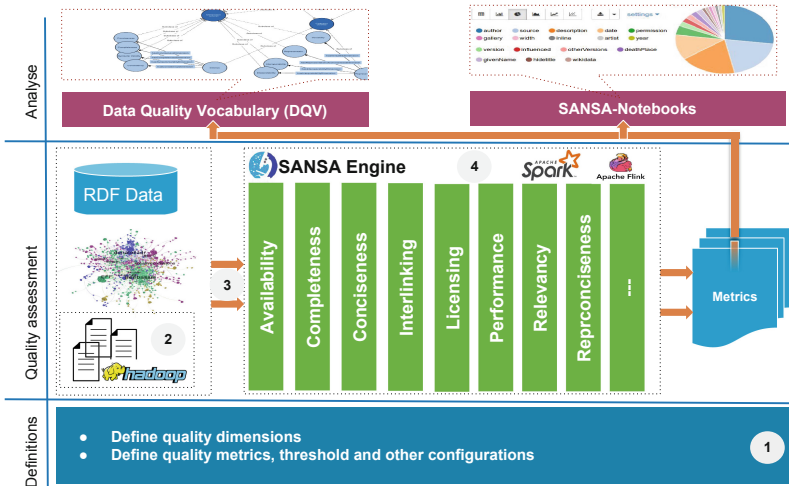 settings
author
source
description
date
permission
gallery
width
inline
artist
year
version
influenced
otherVersions
deathPlace
givenName
hidetitle
wikidata
Analyse
Data Quality Vocabulary (DQV)
SANSA-Notebooks
Quality assessment
RDF Data
3
2
hadoop
SANSA Engine
4
APACHE
Spark
Apache Flink
Availability
Completeness
Conciseness
Interlinking
Licensing
Performance
Relevancy
Reprconciseness
...
Metrics
Definitions
● Define quality dimensions
● Define quality metrics, threshold and other configurations
1